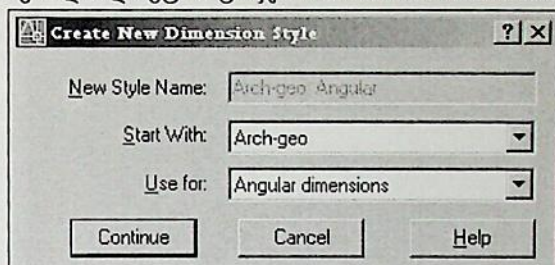 Create New Dimension Style
New Style Name: Arch-geo: Angular
Start With: Arch-geo
Use for: Angular dimensions
Continue Cancel Help